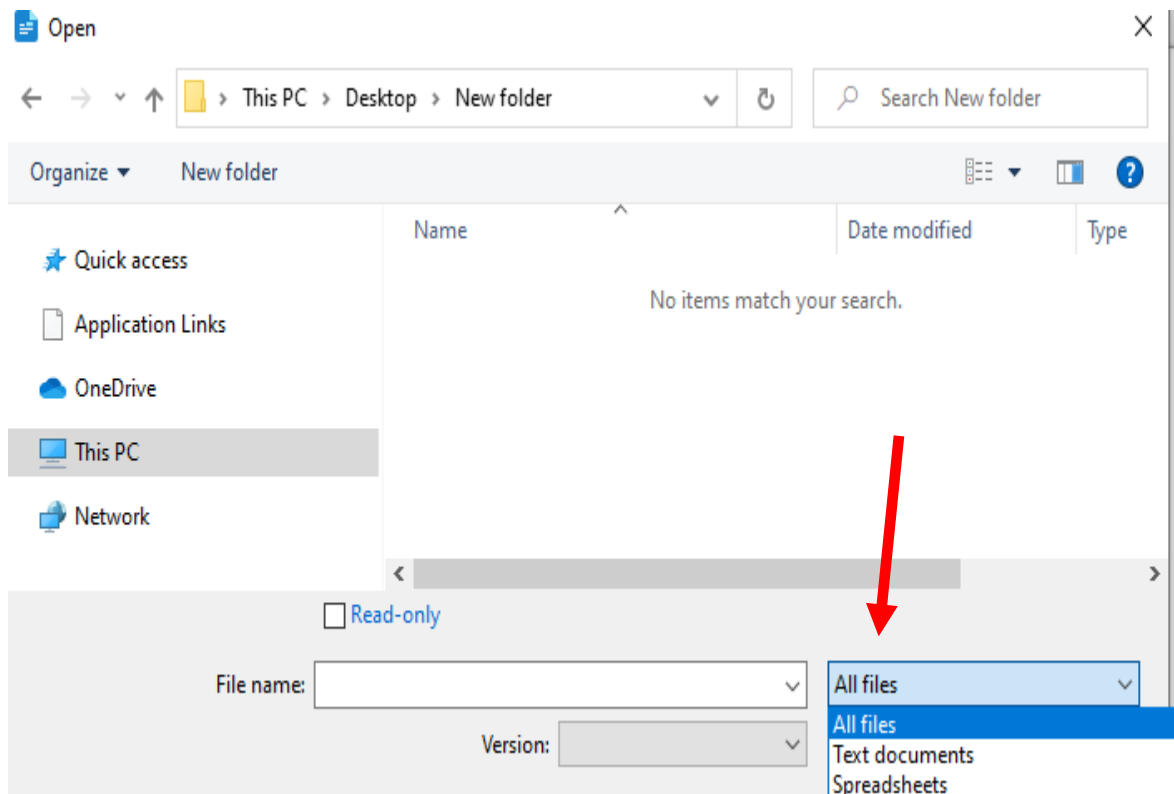 Open
This PC > Desktop > New folder
Search New folder
Organize
New folder
?
Name
Date modified
Type
Quick access
Application Links
OneDrive
This PC
Network
No items match your search.
Read-only
File name:
All files
Version:
All files
Text documents
Spreadsheets